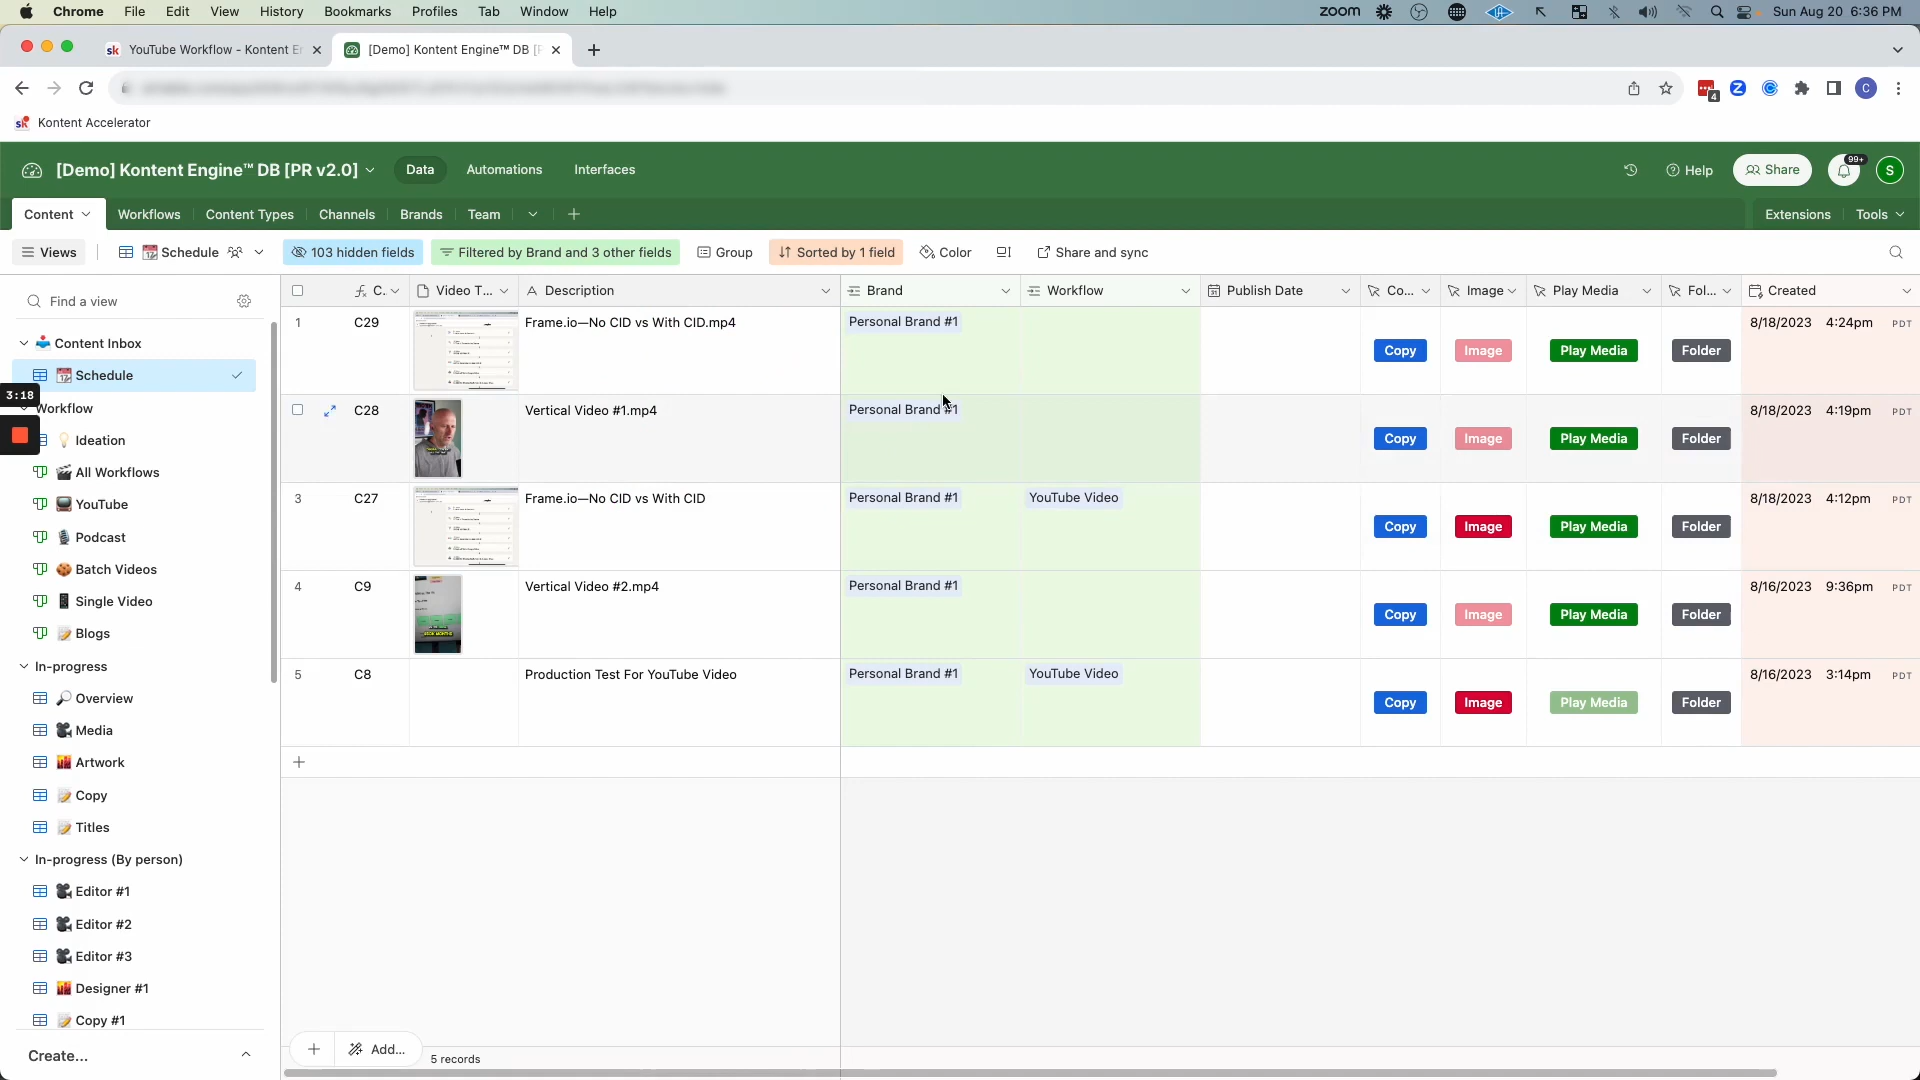 Chrome File Edit View History Bookmarks Profiles Tab Window Help zoom Sun Aug 20 6:36 PM
sk YouTube Workflow - Kontent Er [Demo] Kontent Engine™ DB [P
4 C
sk Kontent Accelerator
[Demo] Kontent Engine™ DB [PR v2.0] Data Automations Interfaces Help Share 99+ S
Content Workflows Content Types Channels Brands Team Extensions Tools
Views Schedule 103 hidden fields Filtered by Brand and 3 other fields Group Sorted by 1 field Color Share and sync
Find a view
Content Inbox
Schedule
3:18
Workflow
Ideation
All Workflows
YouTube
Podcast
Batch Videos
Single Video
Blogs
In-progress
Overview
Media
Artwork
Copy
Titles
In-progress (By person)
Editor #1
Editor #2
Editor #3
Designer #1
Copy #1
Create...
C.. Video T... Description Brand Workflow Publish Date Co... Image Play Media Fol... Created
1 C29 Frame.io—No CID vs With CID.mp4 Personal Brand #1 8/18/2023 4:24pm PDT
Copy Image Play Media Folder
C28 Vertical Video #1.mp4 Personal Brand #1 8/18/2023 4:19pm PDT
Copy Image Play Media Folder
3 C27 Frame.io—No CID vs With CID Personal Brand #1 YouTube Video 8/18/2023 4:12pm PDT
Copy Image Play Media Folder
4 C9 Vertical Video #2.mp4 Personal Brand #1 8/16/2023 9:36pm PDT
Copy Image Play Media Folder
5 C8 Production Test For YouTube Video Personal Brand #1 YouTube Video 8/16/2023 3:14pm PDT
Copy Image Play Media Folder
Add...
5 records